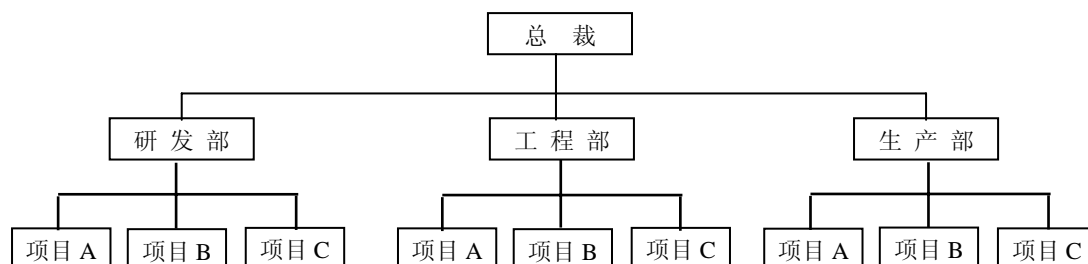 总 裁
研 发 部 工 程 部 生 产 部
项目 A 项目 B 项目 C 项目 A 项目 B 项目 C 项目 A 项目 B 项目 C